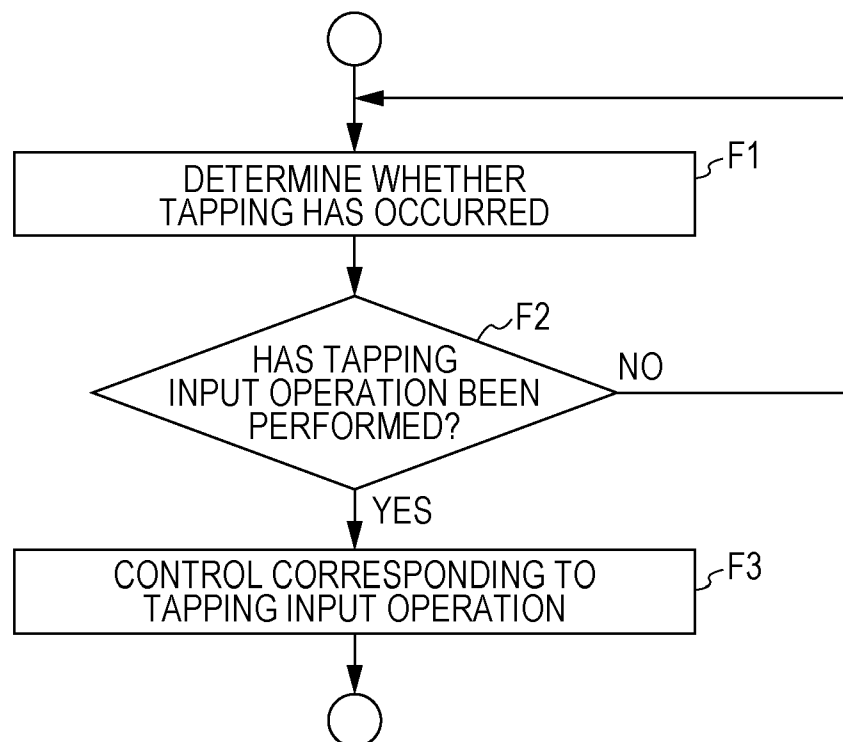 DETERMINE WHETHER
TAPPING HAS OCCURRED
F1
HAS TAPPING
INPUT OPERATION BEEN
PERFORMED?
F2
NO
YES
CONTROL CORRESPONDING TO
TAPPING INPUT OPERATION
F3